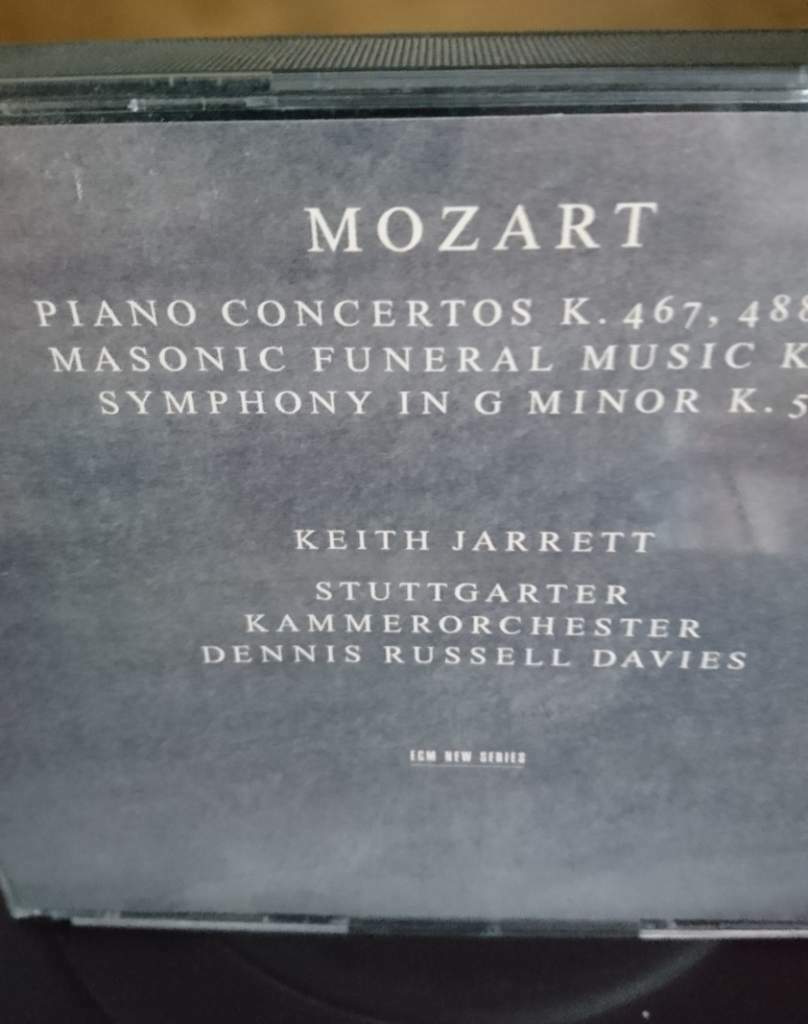 MOZART
PIANO CONCERTOS K. 467, 488
MASONIC FUNERAL MUSIC K
SYMPHONY IN G MINOR K. 5
KEITH JARRETT
STUTTGARTER
KAMMERORCHESTER
DENNIS RUSSELL DAVIES
ECM NEW SERIES